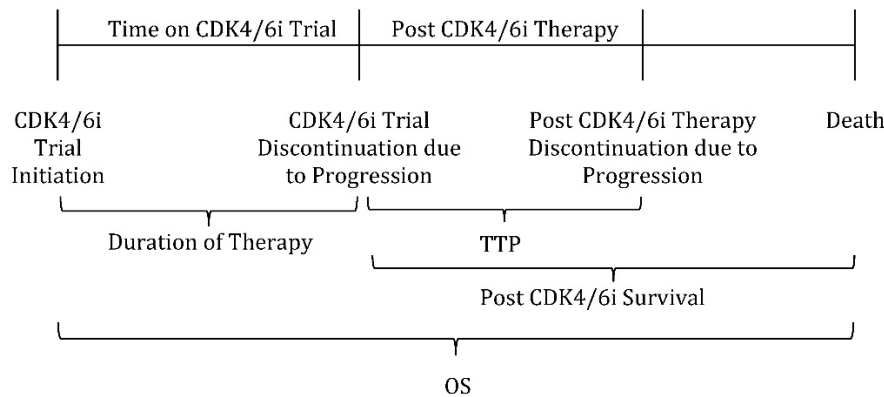 Time on CDK4/6i Trial
Post CDK4/6i Therapy
CDK4/6i
Trial
Initiation
CDK4/6i Trial
Discontinuation due
to Progression
Post CDK4/6i Therapy
Discontinuation due to
Progression
Death
Duration of Therapy
TTP
Post CDK4/6i Survival
OS